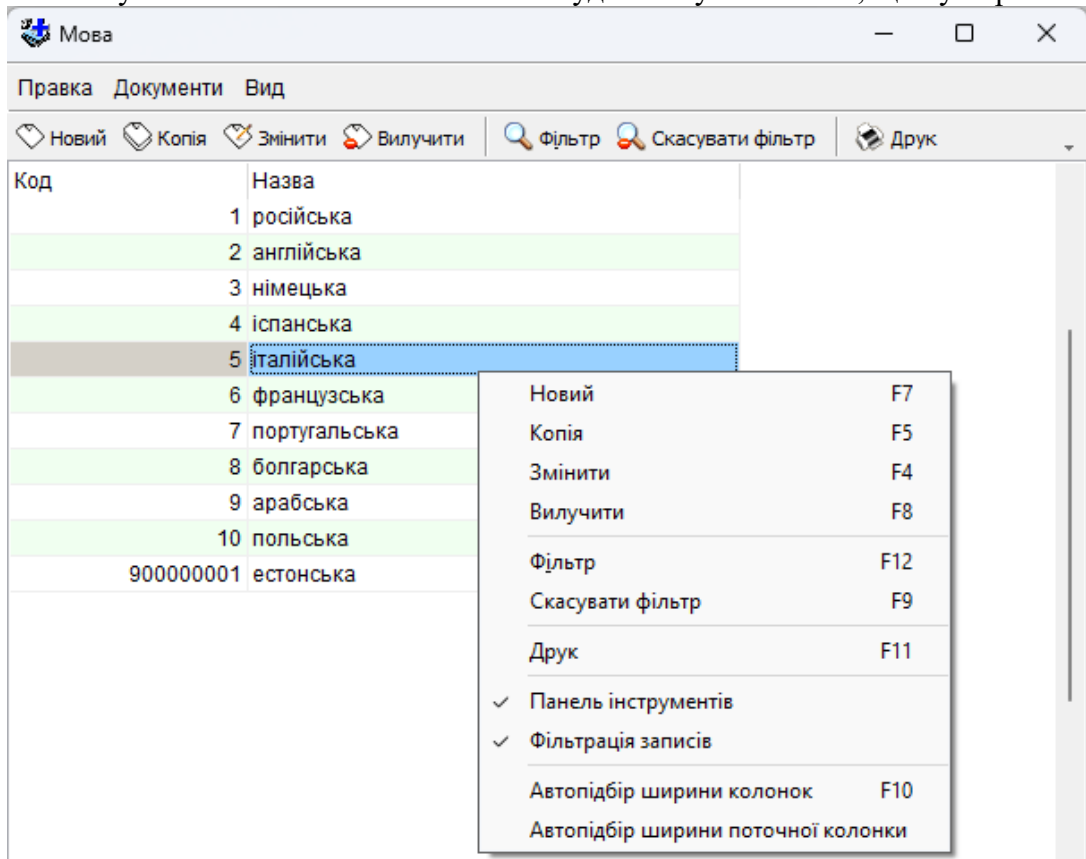 Мова
Правка Документи Вид
Новий Копія Змінити Вилучити Фільтр Скасувати фільтр Друк
Код Назва
1 російська
2 англійська
3 німецька
4 іспанська
5 італійська
6 французська
7 португальська
8 болгарська
9 арабська
10 польська
900000001 естонська
Новий F7
Копія F5
Змінити F4
Вилучити F8
Фільтр F12
Скасувати фільтр F9
Друк F11
Панель інструментів
Фільтрація записів
Автопідбір ширини колонок F10
Автопідбір ширини поточної колонки